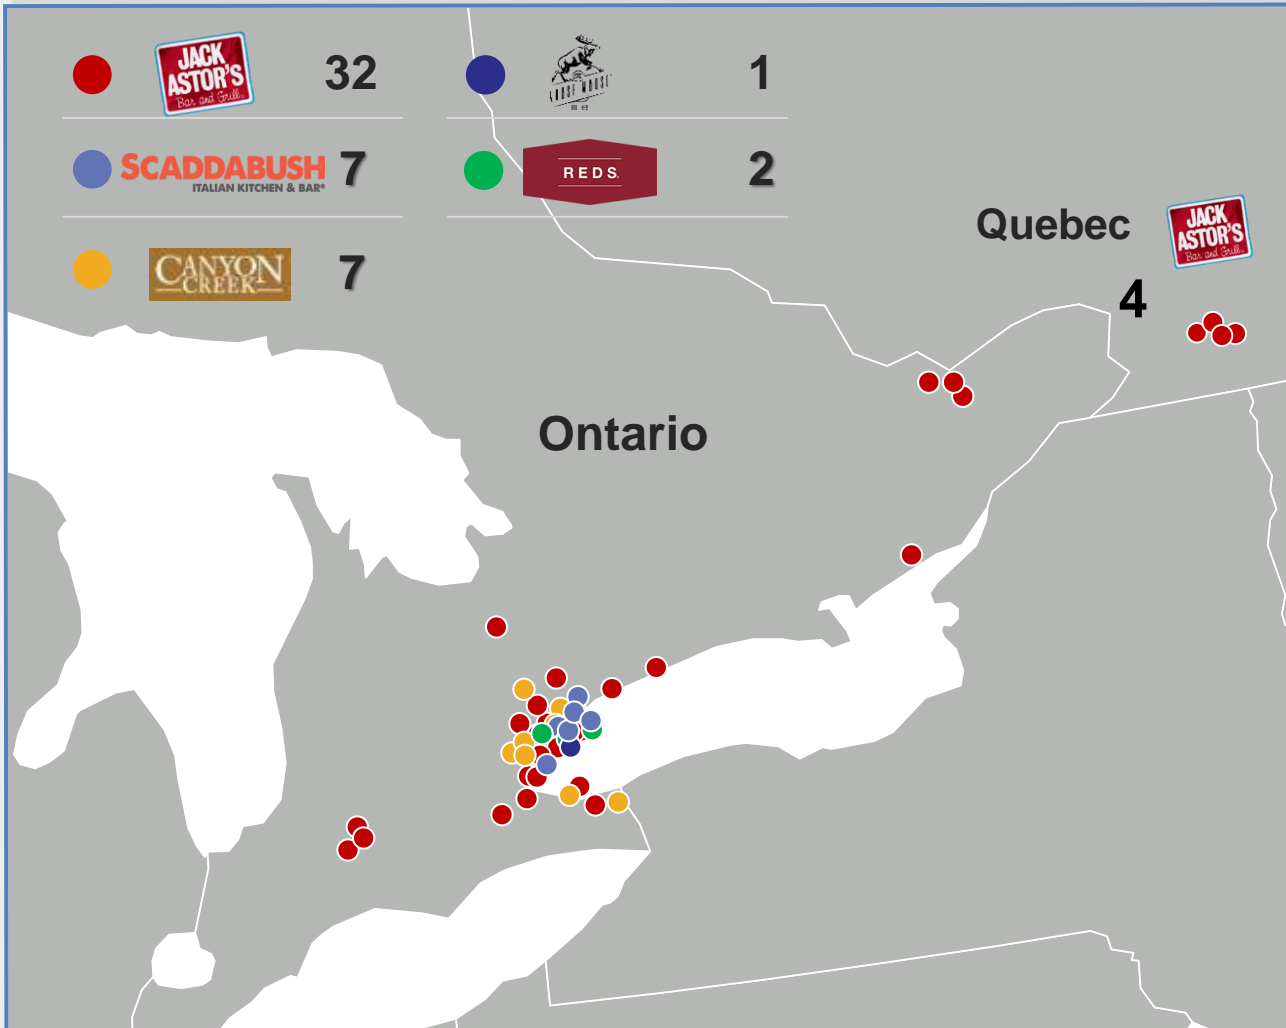 JACK
ASTOR'S
Bar and Grill.
32
1
SCADDABUSH
ITALIAN KITCHEN & BAR®
7
REDS.
2
CANYON
CREEK
7
Quebec
JACK
ASTOR'S
Bar and Grill.
4
Ontario